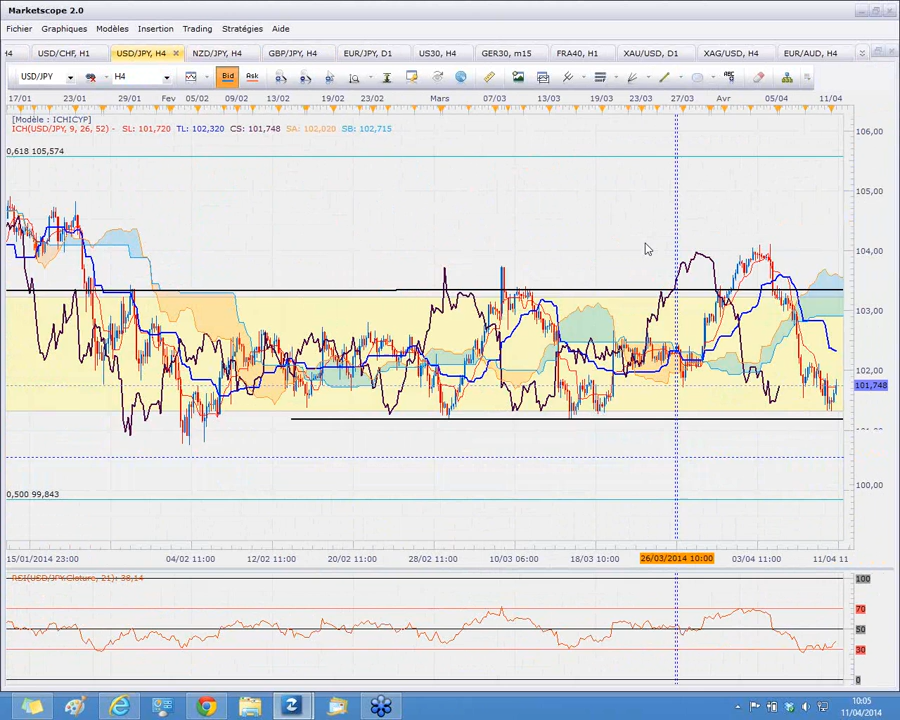 Marketscope 2.0
Fichier Graphiques Modèles Insertion Trading Stratégies Aide
H4 USD/CHF, H1 USD/JPY, H4 NZD/JPY, H4 GBP/JPY, H4 EUR/JPY, D1 US30, H4 GER30, m15 FRA40, H1 XAU/USD, D1 XAG/USD, H4 EUR/AUD, H4
USD/JPY H4 Bid Ask ABC
17/01 23/01 29/01 Fev 05/02 09/02 13/02 19/02 23/02 Mars 07/03 13/03 19/03 23/03 27/03 Avr 05/04 11/04
[Modèle : ICHICYP]
ICH(USD/JPY, 9, 26, 52) - SL: 101,720 TL: 102,320 CS: 101,748 SA: 102,020 SB: 102,715
106,00
0,618 105,574
105,00
104,00
103,00
102,00
101,748
100,00
0,500 99,843
15/01/2014 23:00 04/02 11:00 12/02 11:00 20/02 11:00 28/02 11:00 10/03 06:00 18/03 10:00 26/03/2014 10:00 03/04 11:00 11/04 11
RSI(USD/JPY.Cloture, 21): 38,14
100
70
50
30
0
10:05
11/04/2014